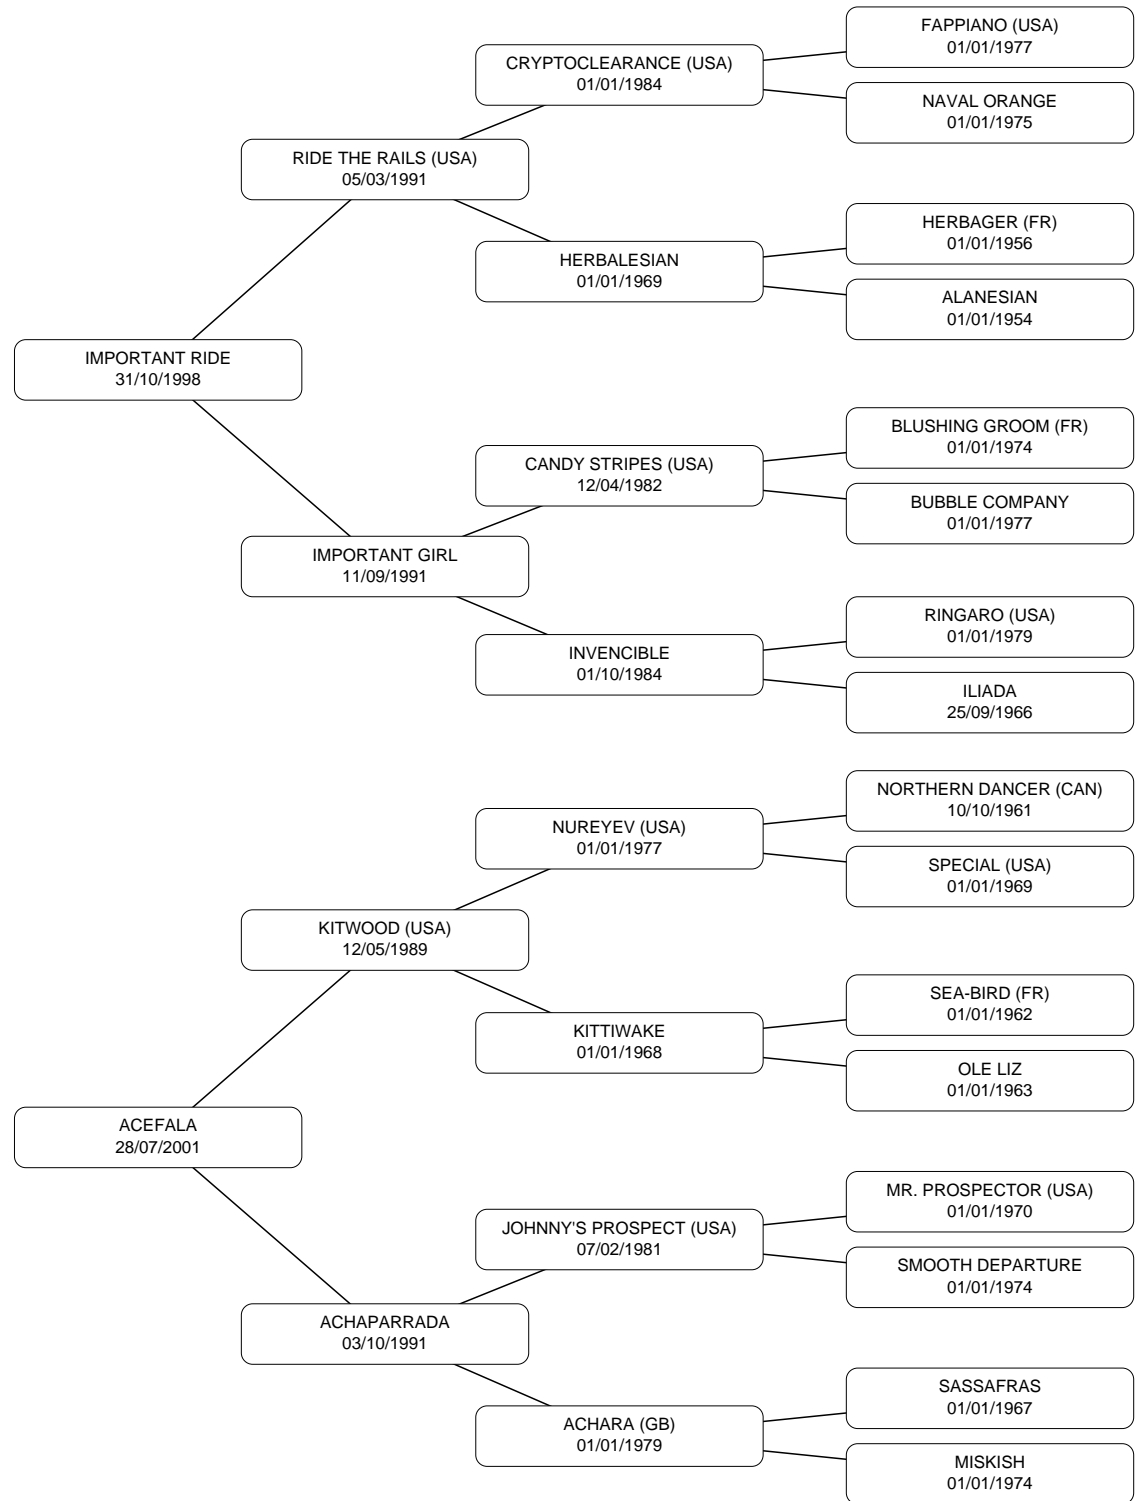 FAPPIANO (USA)
01/01/1977
CRYPTOCLEARANCE (USA)
01/01/1984
NAVAL ORANGE
01/01/1975
RIDE THE RAILS (USA)
05/03/1991
HERBAGER (FR)
01/01/1956
HERBALESIAN
01/01/1969
ALANESIAN
01/01/1954
IMPORTANT RIDE
31/10/1998
BLUSHING GROOM (FR)
01/01/1974
CANDY STRIPES (USA)
12/04/1982
BUBBLE COMPANY
01/01/1977
IMPORTANT GIRL
11/09/1991
RINGARO (USA)
01/01/1979
INVENCIBLE
01/10/1984
ILIADA
25/09/1966
NORTHERN DANCER (CAN)
10/10/1961
NUREYEV (USA)
01/01/1977
SPECIAL (USA)
01/01/1969
KITWOOD (USA)
12/05/1989
SEA-BIRD (FR)
01/01/1962
KITTIWAKE
01/01/1968
OLE LIZ
01/01/1963
ACEFALA
28/07/2001
MR. PROSPECTOR (USA)
01/01/1970
JOHNNY'S PROSPECT (USA)
07/02/1981
SMOOTH DEPARTURE
01/01/1974
ACHAPARRADA
03/10/1991
SASSAFRAS
01/01/1967
ACHARA (GB)
01/01/1979
MISKISH
01/01/1974